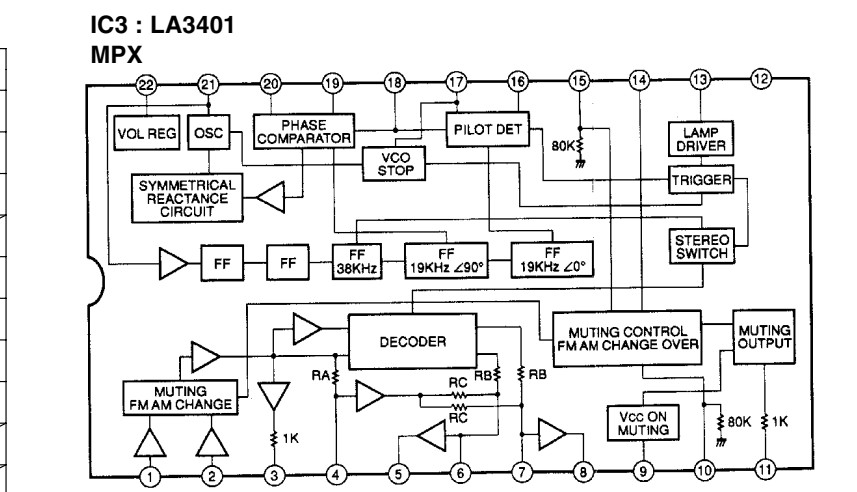 IC3 : LA3401
MPX
22 21 20 19 18 17 16 15 14 13 12
VOL REG
OSC
PHASE
COMPARATOR
PILOT DET
80K
LAMP
DRIVER
VCO
STOP
SYMMETRICAL
REACTANCE
CIRCUIT
TRIGGER
STEREO
SWITCH
FF
FF
FF
38KHz
FF
19KHz ∠90°
FF
19KHz ∠0°
DECODER
MUTING CONTROL
FM AM CHANGE OVER
MUTING
OUTPUT
RA
RB
RB
RC
RC
MUTING
FM AM CHANGE
1K
Vcc ON
MUTING
80K
1K
1 2 3 4 5 6 7 8 9 10 11